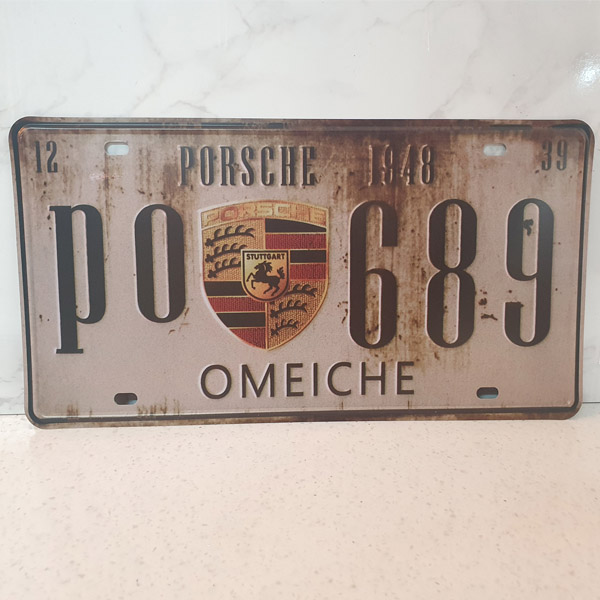 12 PORSCHE 1948 39
PORSCHE
STUTTGART
PO 689
OMEICHE